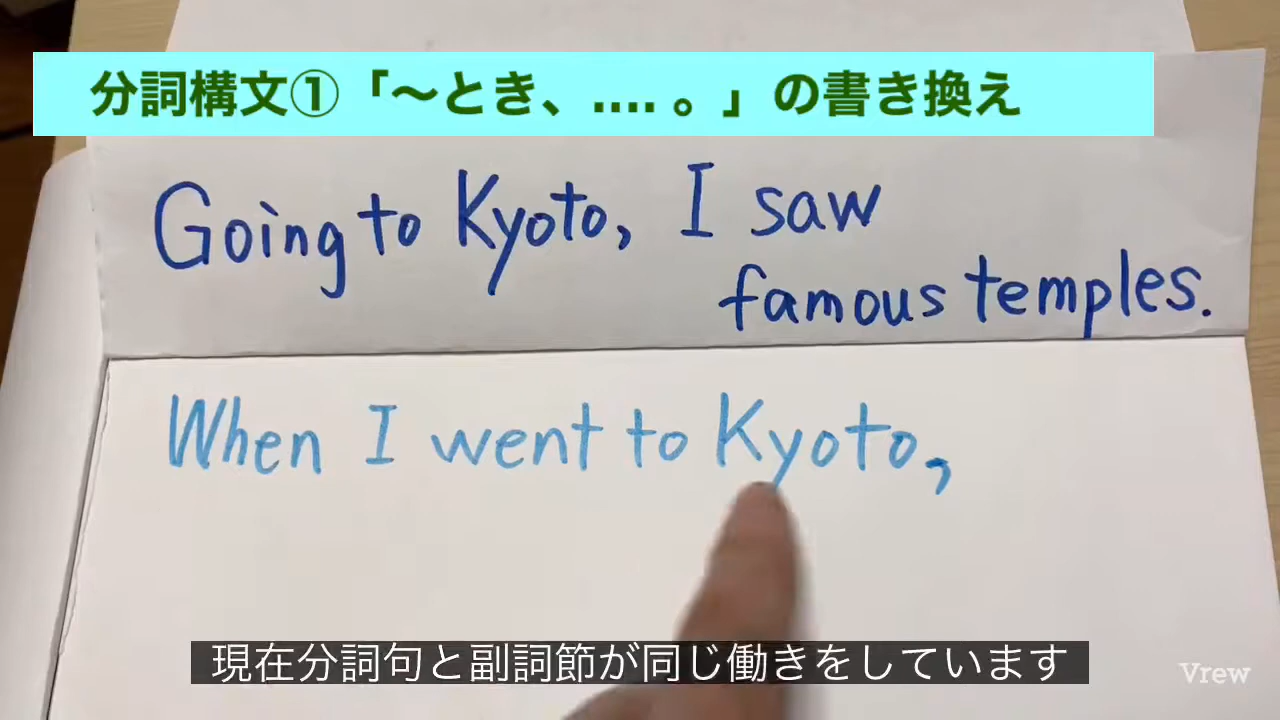 分詞構文①「〜とき、.... 。」の書き換え
Going to Kyoto, I saw
famous temples.
When I went to Kyoto,
現在分詞句と副詞節が同じ働きをしています
Vrew